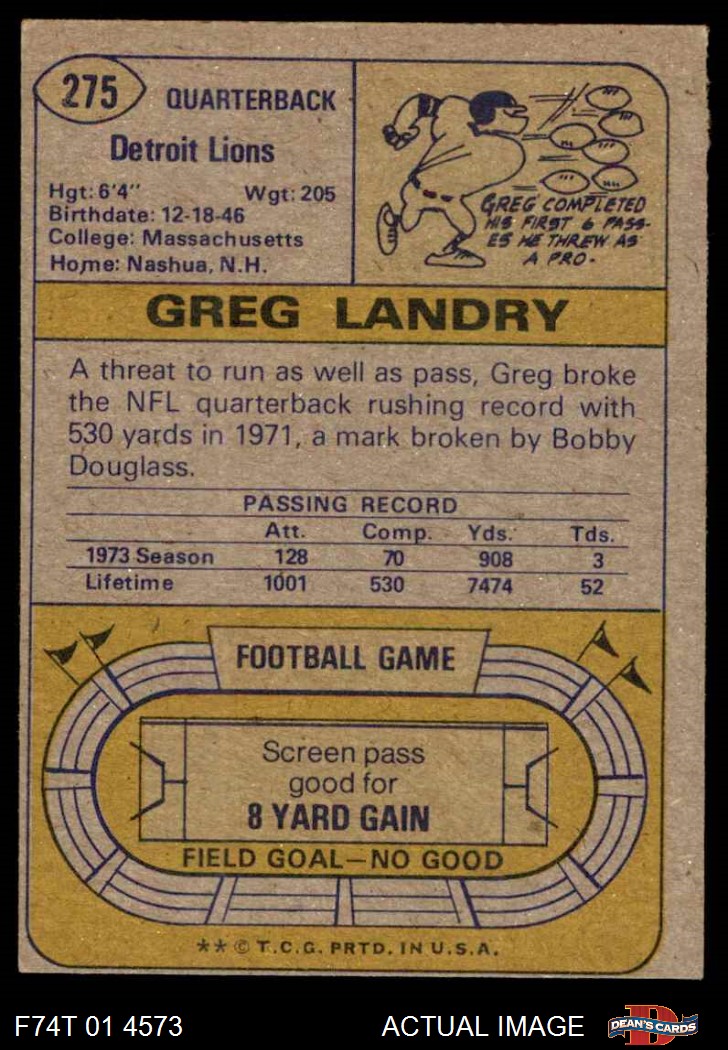 275
QUARTERBACK
Detroit Lions
Hgt: 6'4" Wgt: 205
Birthdate: 12-18-46
College: Massachusetts
Home: Nashua, N.H.
GREG COMPLETED
HIS FIRST 6 PASS-
ES HE THREW AS
A PRO.
GREG LANDRY
A threat to run as well as pass, Greg broke
the NFL quarterback rushing record with
530 yards in 1971, a mark broken by Bobby
Douglass.
PASSING RECORD
Att. Comp. Yds. Tds.
1973 Season 128 70 908 3
Lifetime 1001 530 7474 52
FOOTBALL GAME
Screen pass
good for
8 YARD GAIN
FIELD GOAL—NO GOOD
** © T.C.G. PRTD. IN U.S.A.
F74T 01 4573 ACTUAL IMAGE
D
DEAN'S CARDS